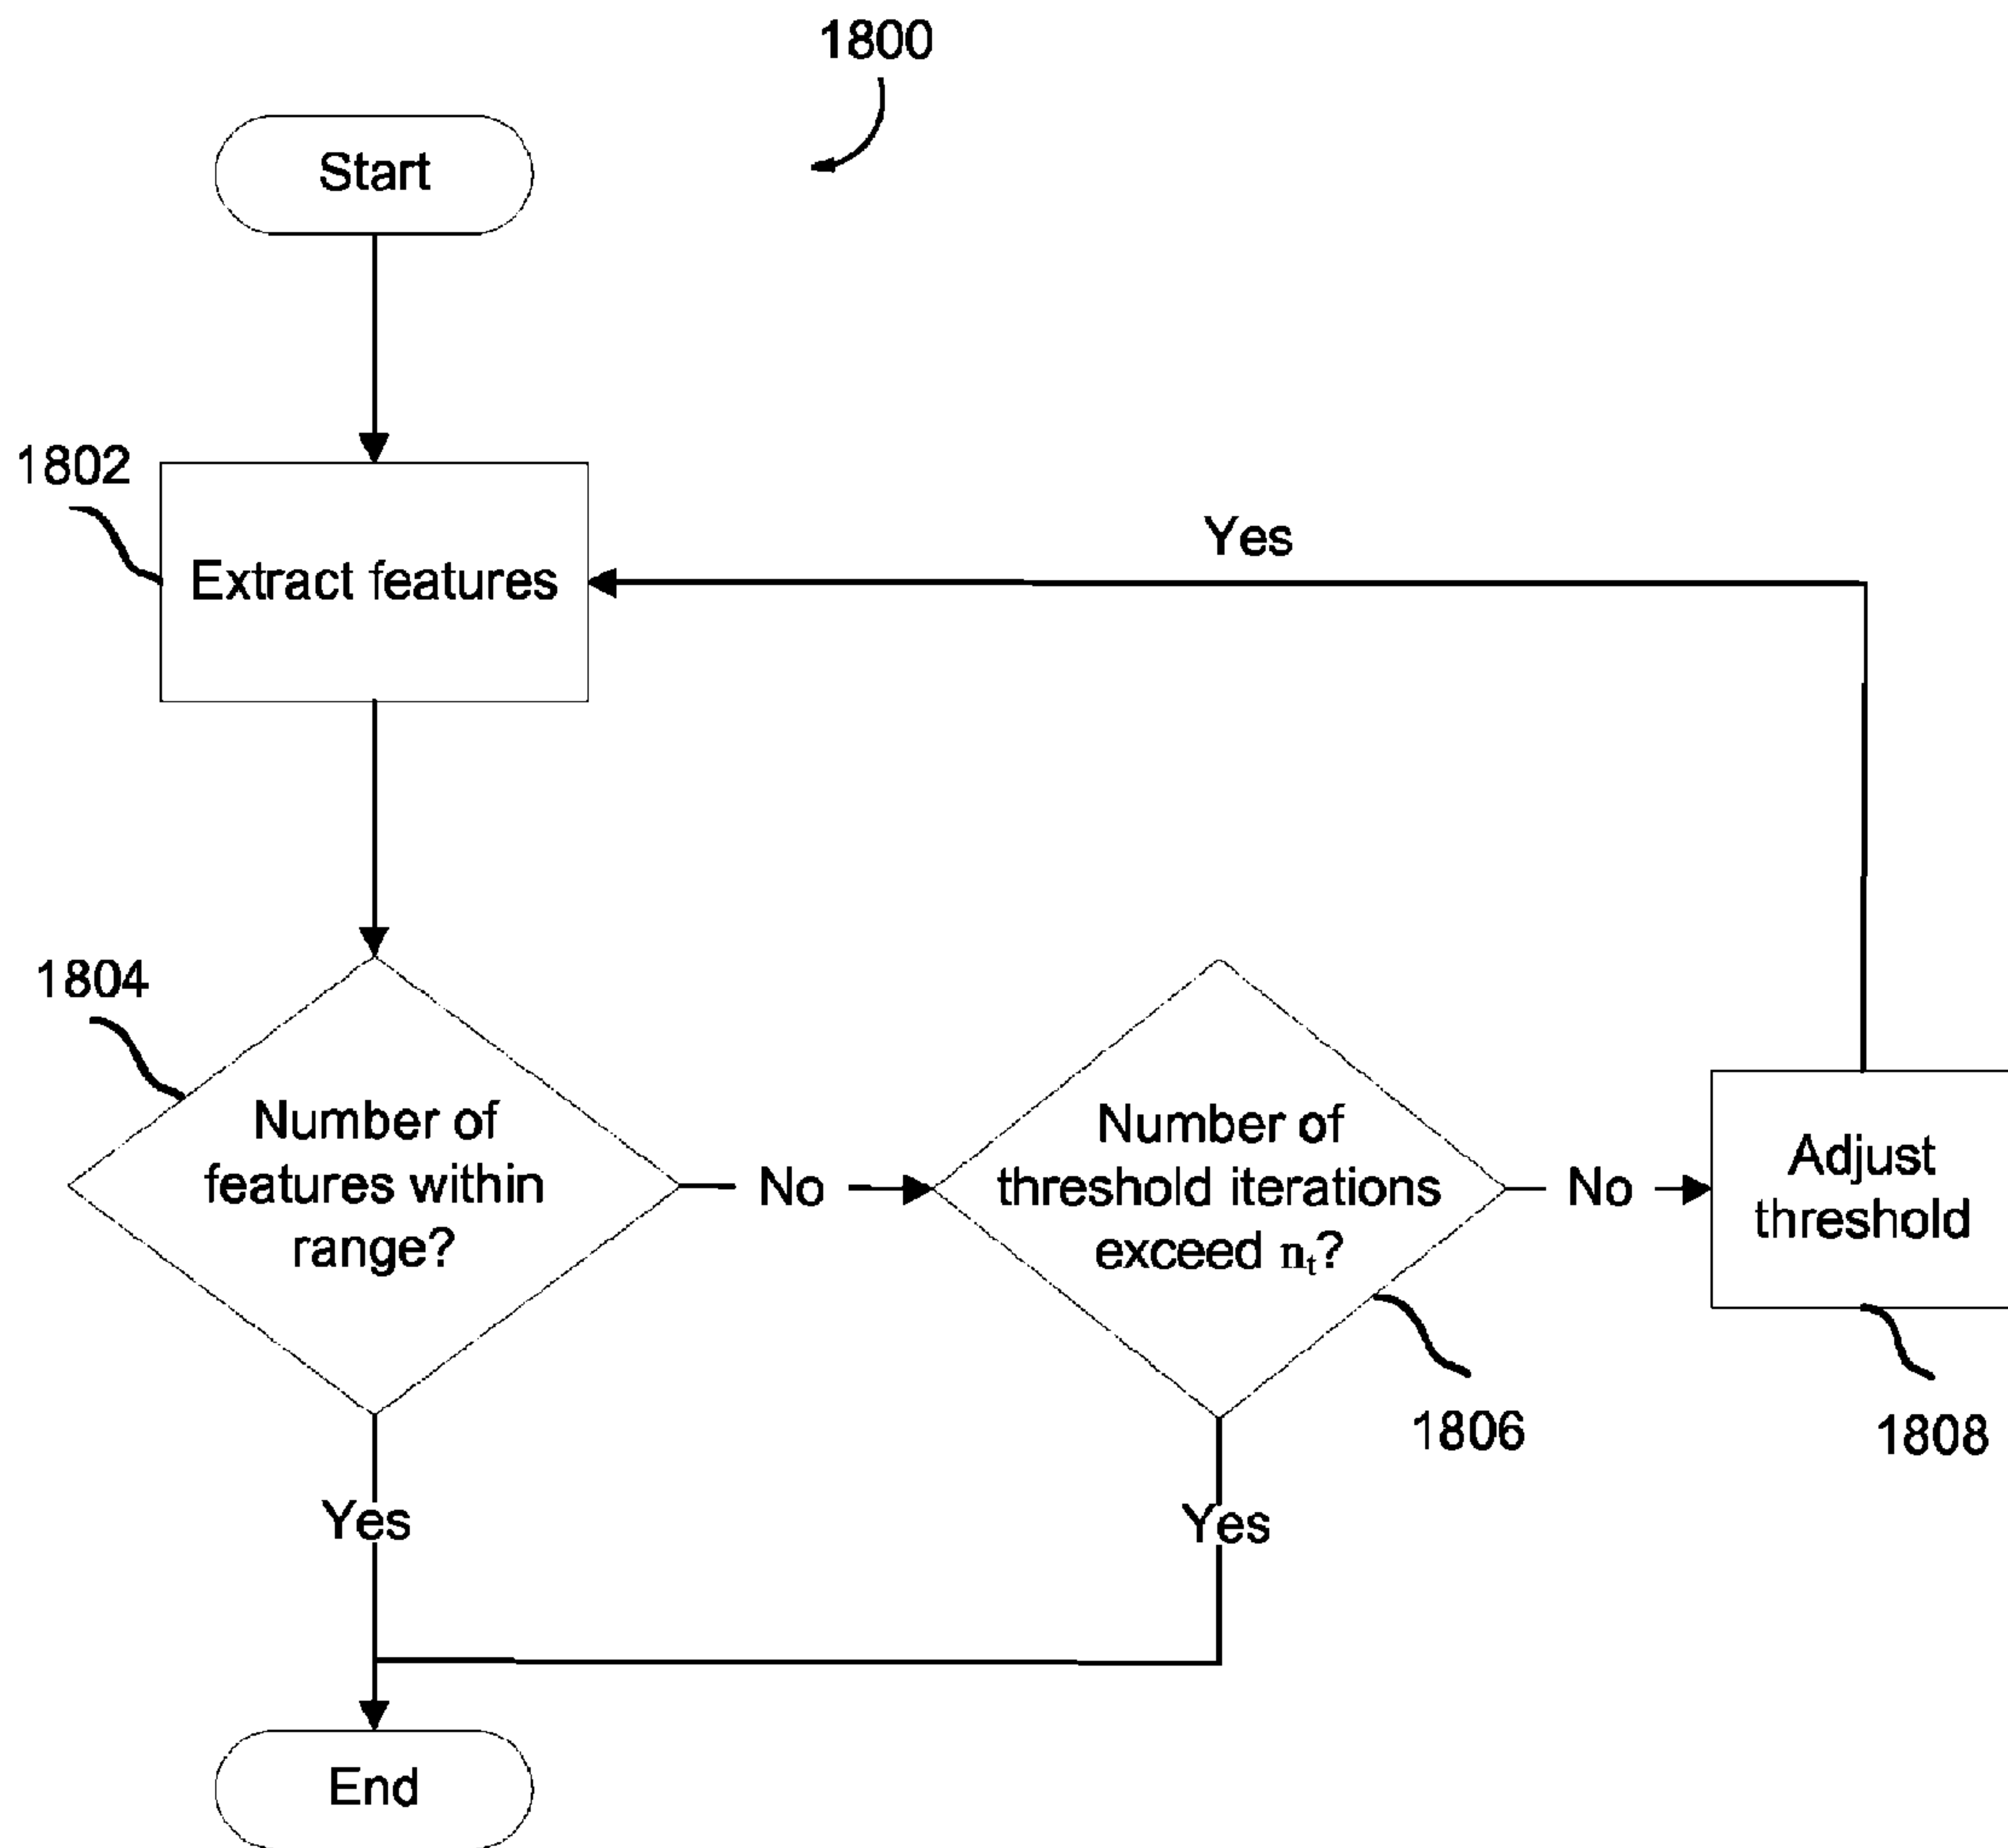 1800
Start
1802
Extract features
Yes
1804
Number of
features within
range?
No
Number of
threshold iterations
exceed nₜ?
No
Adjust
threshold
1806
1808
Yes
Yes
End